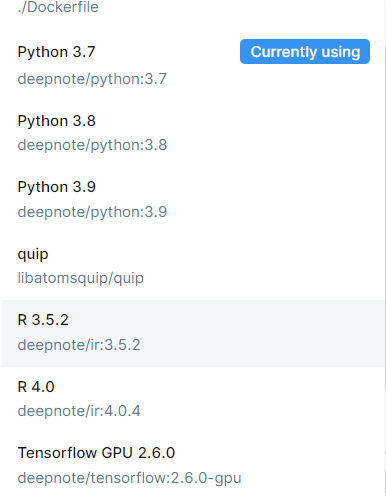 ./Dockerfile
Python 3.7
Currently using
deepnote/python:3.7
Python 3.8
deepnote/python:3.8
Python 3.9
deepnote/python:3.9
quip
libatomsquip/quip
R 3.5.2
deepnote/ir:3.5.2
R 4.0
deepnote/ir:4.0.4
Tensorflow GPU 2.6.0
deepnote/tensorflow:2.6.0-gpu